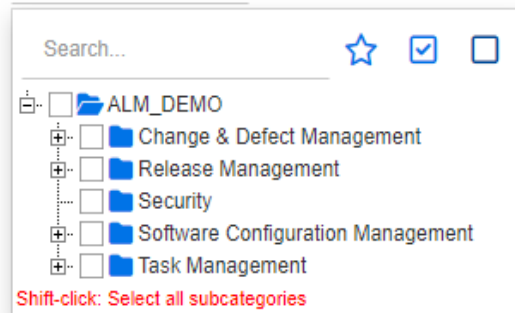 Search...
ALM_DEMO
Change & Defect Management
Release Management
Security
Software Configuration Management
Task Management
Shift-click: Select all subcategories